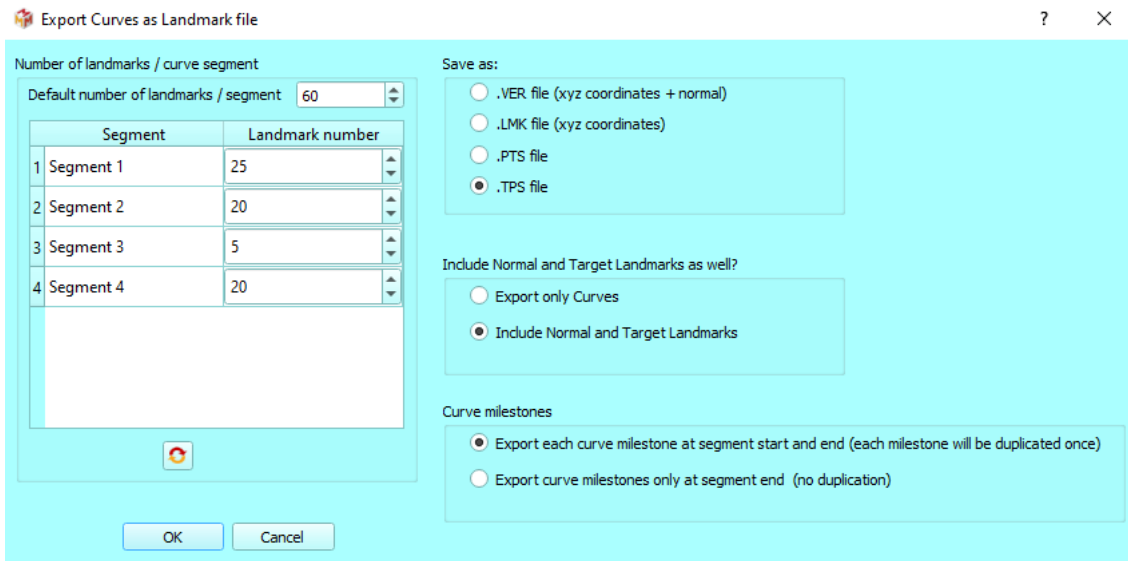 Export Curves as Landmark file
? X
Number of landmarks / curve segment
Default number of landmarks / segment 60
Segment Landmark number
1 Segment 1 25
2 Segment 2 20
3 Segment 3 5
4 Segment 4 20
OK Cancel
Save as:
.VER file (xyz coordinates + normal)
.LMK file (xyz coordinates)
.PTS file
.TPS file
Include Normal and Target Landmarks as well?
Export only Curves
Include Normal and Target Landmarks
Curve milestones
Export each curve milestone at segment start and end (each milestone will be duplicated once)
Export curve milestones only at segment end (no duplication)